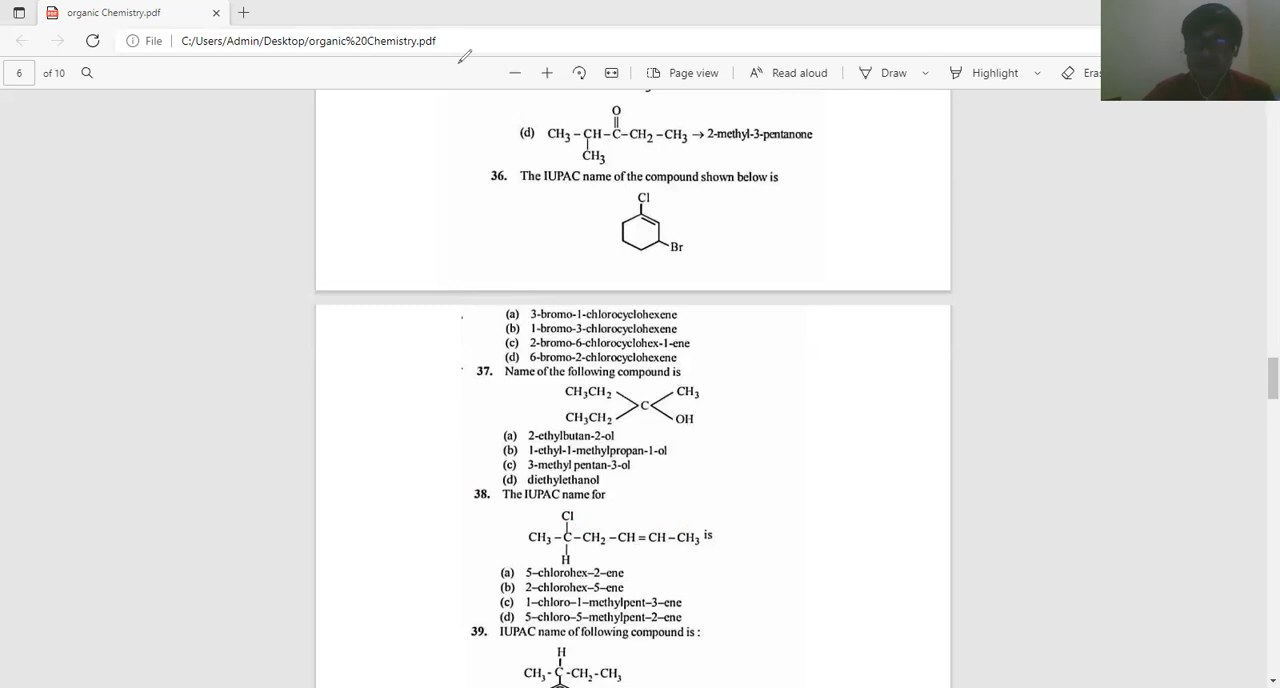 organic Chemistry.pdf
File C:/Users/Admin/Desktop/organic%20Chemistry.pdf
6 of 10 Page view Read aloud Draw Highlight
O
(d) CH3 – CH – C – CH2 – CH3 → 2-methyl-3-pentanone
CH3
36. The IUPAC name of the compound shown below is
Cl
Br
(a) 3-bromo-1-chlorocyclohexene
(b) 1-bromo-3-chlorocyclohexene
(c) 2-bromo-6-chlorocyclohex-1-ene
(d) 6-bromo-2-chlorocyclohexene
37. Name of the following compound is
CH3CH2 CH3
C
CH3CH2 OH
(a) 2-ethylbutan-2-ol
(b) 1-ethyl-1-methylpropan-1-ol
(c) 3-methyl pentan-3-ol
(d) diethylethanol
38. The IUPAC name for
Cl
CH3 – C – CH2 – CH = CH – CH3 is
H
(a) 5–chlorohex–2–ene
(b) 2–chlorohex–5–ene
(c) 1–chloro–1–methylpent–3–ene
(d) 5–chloro–5–methylpent–2–ene
39. IUPAC name of following compound is :
H
CH3 - C - CH2 - CH3